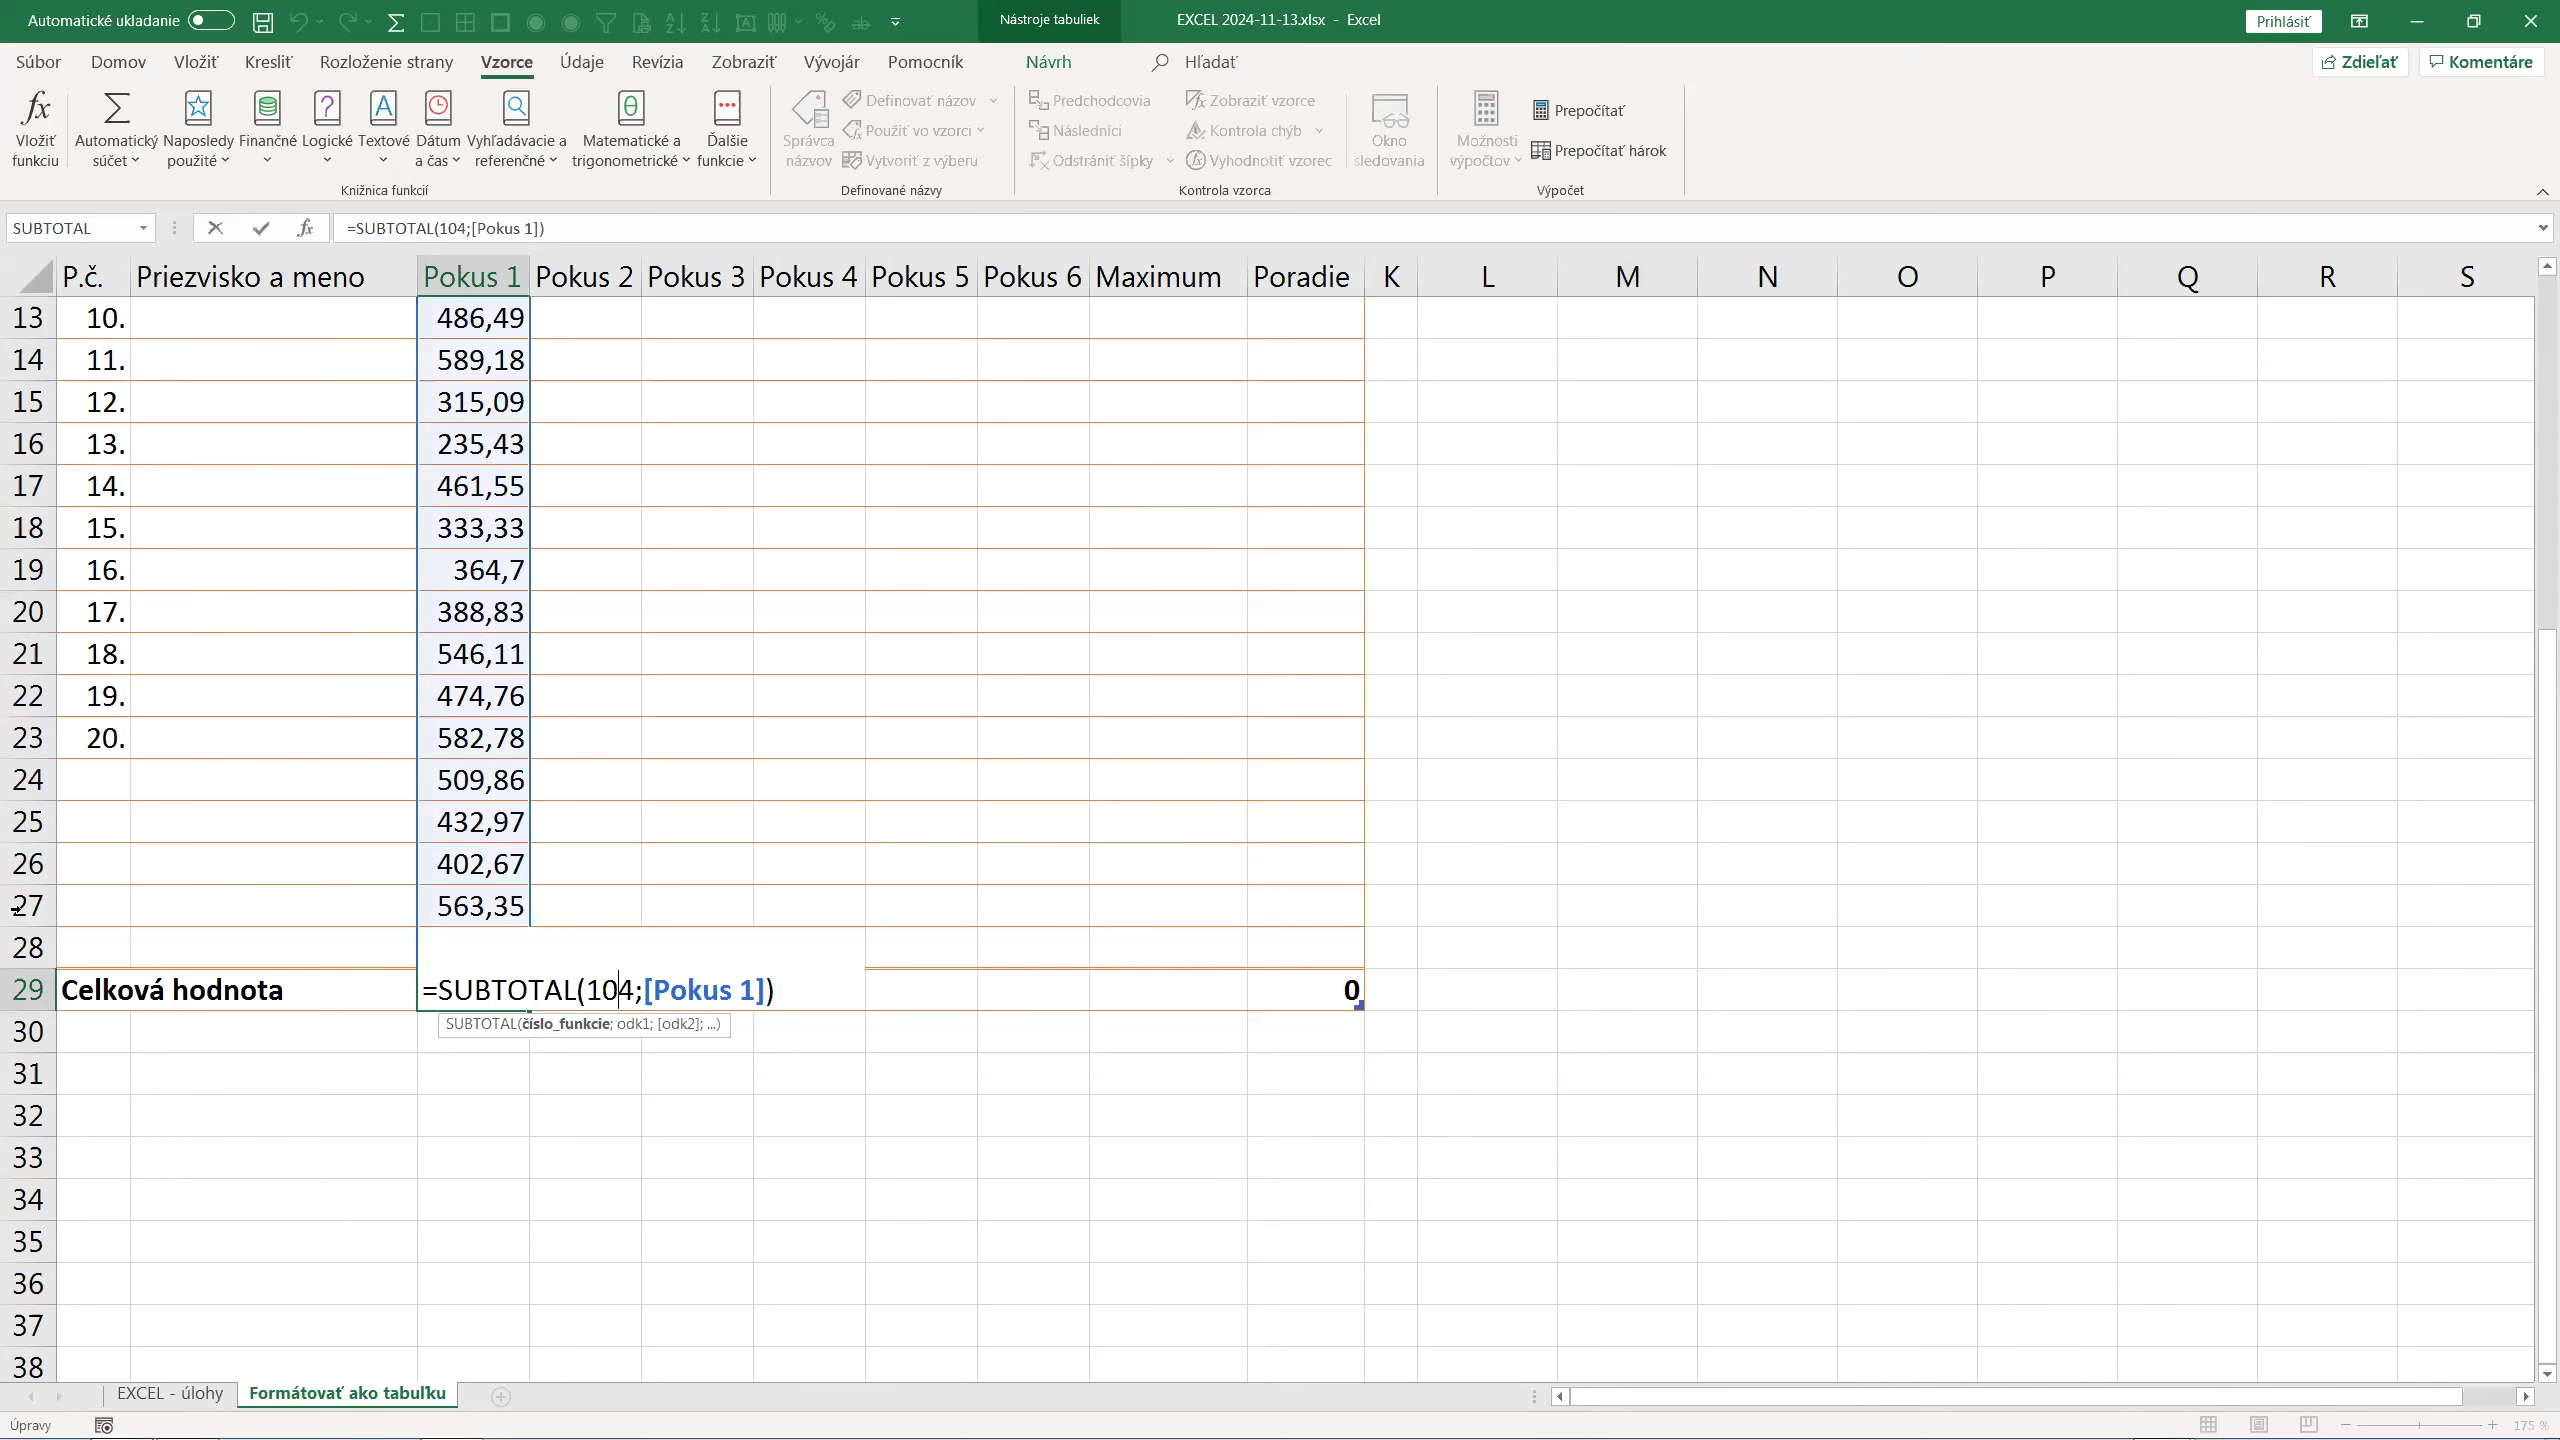 Automatické ukladanie
Nástroje tabuliek
EXCEL 2024-11-13.xlsx - Excel
Prihlásiť
Súbor Domov Vložiť Kresliť Rozloženie strany Vzorce Údaje Revízia Zobraziť Vývojár Pomocník Návrh Hľadať Zdieľať Komentáre
Vložiť funkciu
Automatický súčet
Naposledy použité
Finančné
Logické
Textové
Dátum a čas
Vyhľadávacie a referenčné
Matematické a trigonometrické
Ďalšie funkcie
Knižnica funkcií
Správca názvov
Definovať názov
Použiť vo vzorci
Vytvoriť z výberu
Definované názvy
Predchodcovia
Následníci
Odstrániť šípky
Zobraziť vzorce
Kontrola chýb
Vyhodnotiť vzorec
Kontrola vzorca
Okno sledovania
Možnosti výpočtov
Prepočítať
Prepočítať hárok
Výpočet
SUBTOTAL
=SUBTOTAL(104;[Pokus 1])
P.č. Priezvisko a meno Pokus 1 Pokus 2 Pokus 3 Pokus 4 Pokus 5 Pokus 6 Maximum Poradie K L M N O P Q R S
13 10. 486,49
14 11. 589,18
15 12. 315,09
16 13. 235,43
17 14. 461,55
18 15. 333,33
19 16. 364,7
20 17. 388,83
21 18. 546,11
22 19. 474,76
23 20. 582,78
24 509,86
25 432,97
26 402,67
27 563,35
28
29 Celková hodnota =SUBTOTAL(104;[Pokus 1]) 0
SUBTOTAL(číslo_funkcie; odk1; [odk2]; ...)
30
31
32
33
34
35
36
37
38
EXCEL - úlohy Formátovať ako tabuľku
Úpravy
175 %